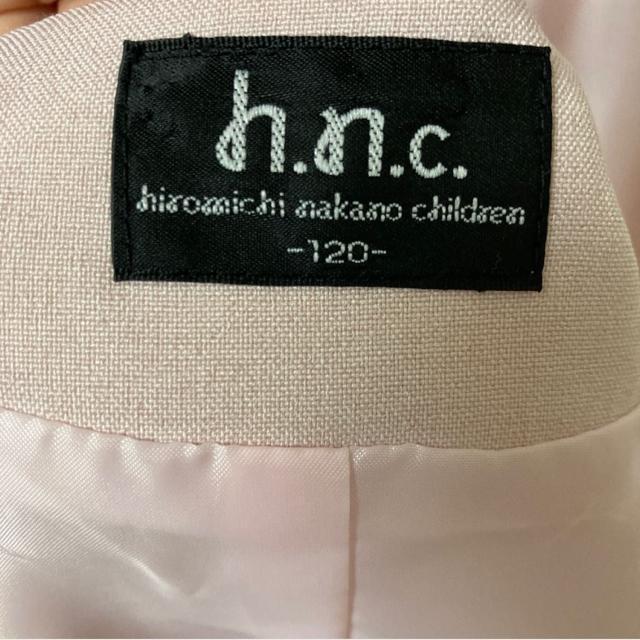 h.n.c.
hiromichi nakano children
-120-